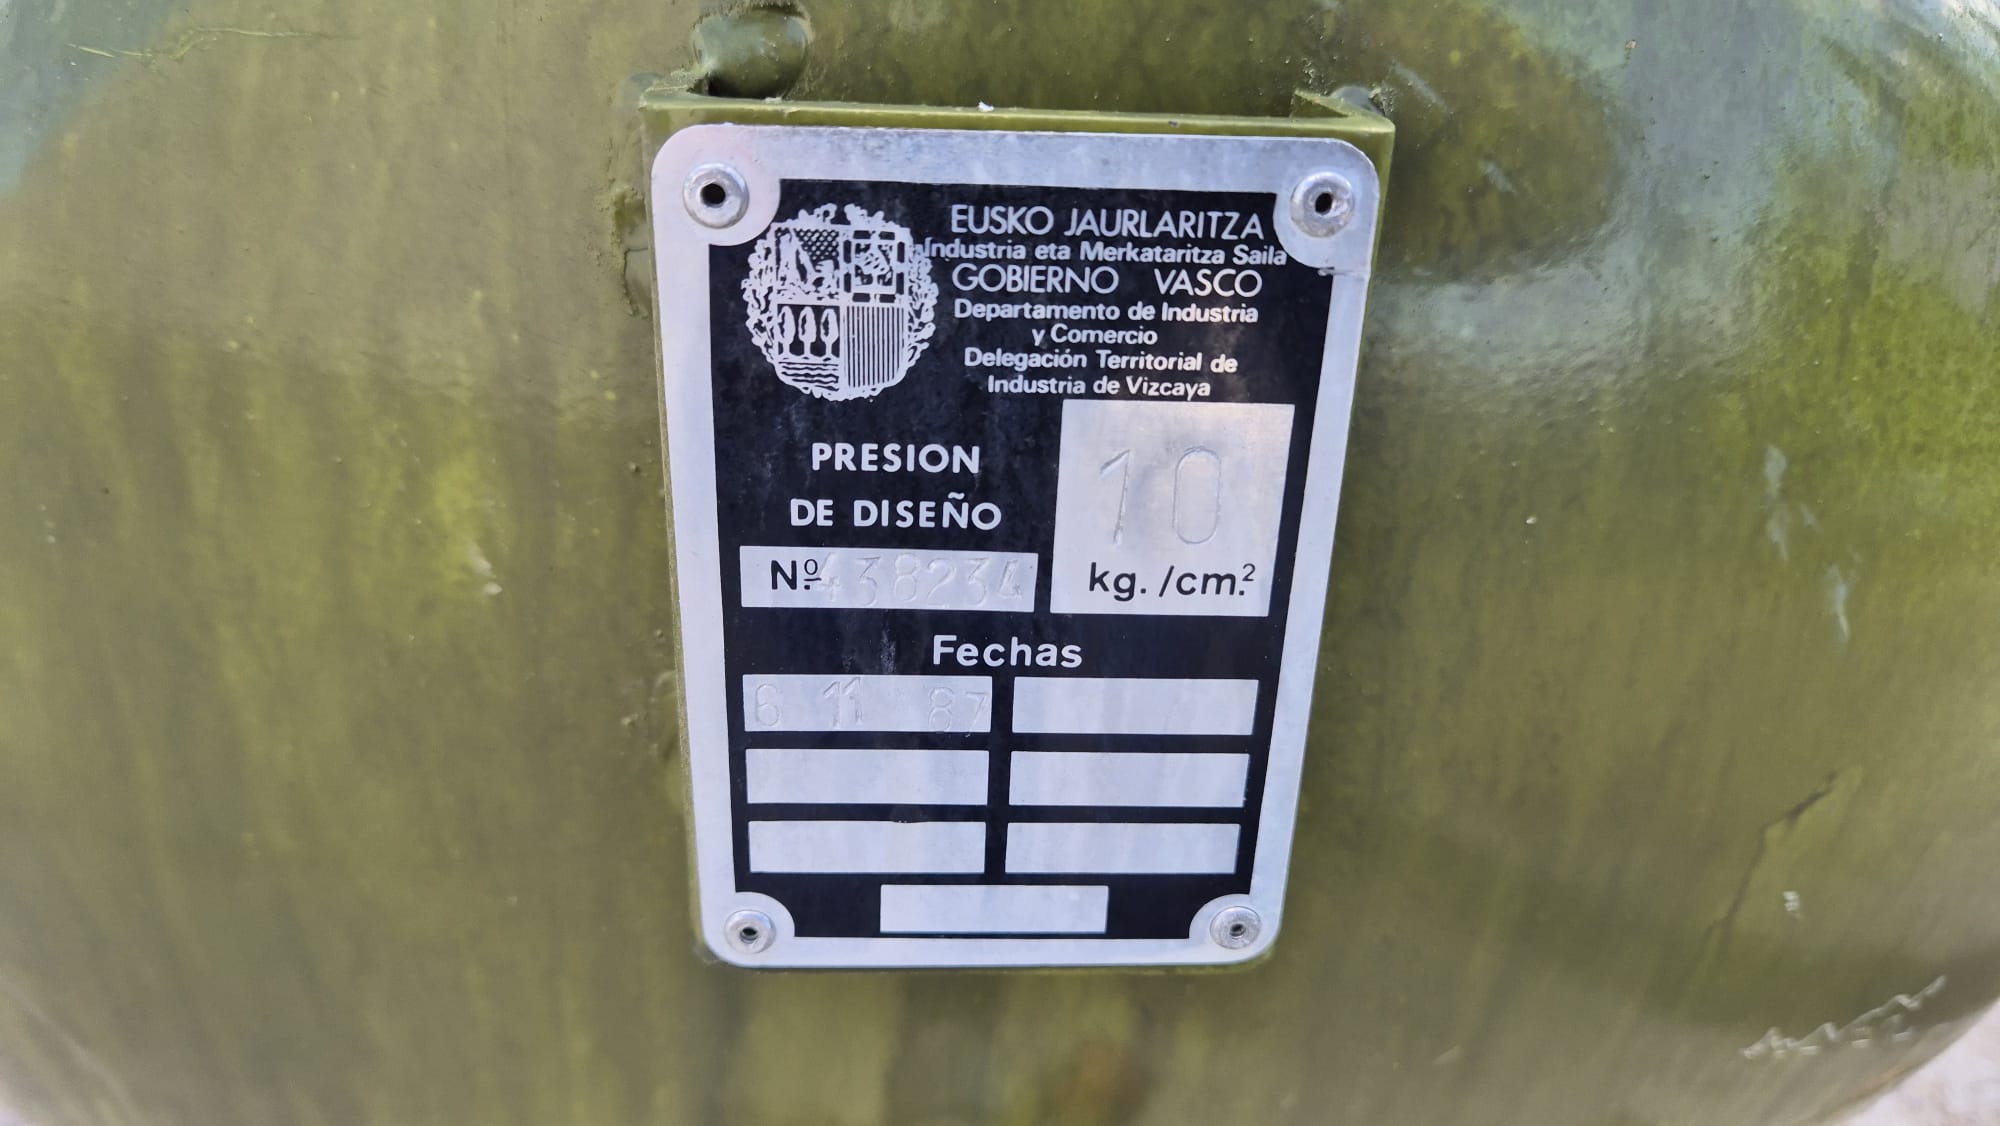 EUSKO JAURLARITZA
Industria eta Merkataritza Saila
GOBIERNO VASCO
Departamento de Industria
y Comercio
Delegación Territorial de
Industria de Vizcaya
PRESION
DE DISEÑO
10
kg./cm.²
Nº. 438234
Fechas
6 11 87